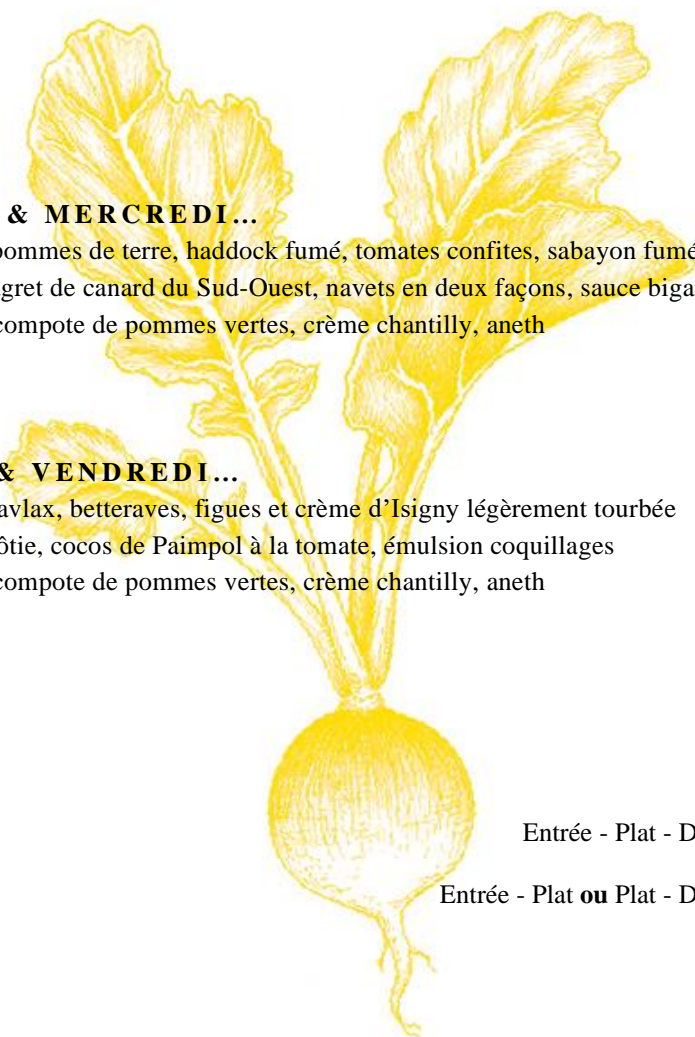 & MERCREDI…
pommes de terre, haddock fumé, tomates confites, sabayon fumé
gret de canard du Sud-Ouest, navets en deux façons, sauce biga
compote de pommes vertes, crème chantilly, aneth
& VENDREDI…
avlax, betteraves, figues et crème d’Isigny légèrement tourbée
ôtie, cocos de Paimpol à la tomate, émulsion coquillages
compote de pommes vertes, crème chantilly, aneth
Entrée - Plat - D
Entrée - Plat ou Plat - D